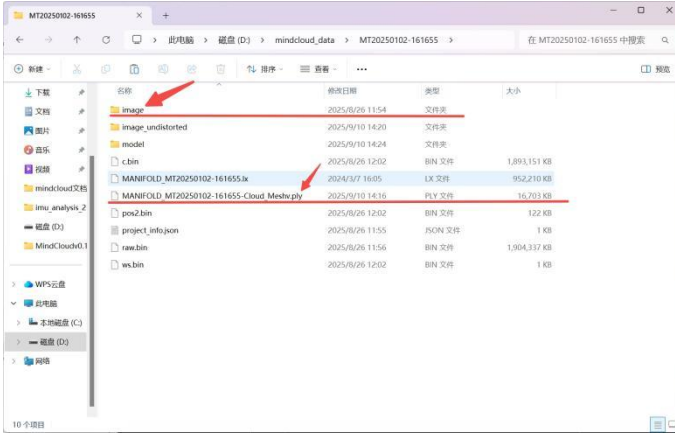 MT20250102-161655
此电脑 > 磁盘 (D:) > mindcloud_data > MT20250102-161655 >
在 MT20250102-161655 中搜索
新建
排序
查看
预览
名称 修改日期 类型 大小
下载
文档
图片
音乐
视频
mindcloud文档
imu_analysis_2
磁盘 (D:)
MindCloudv0.1
WPS云盘
此电脑
本地磁盘 (C:)
磁盘 (D:)
网络
image 2025/8/26 11:54 文件夹
image_undistorted 2025/9/10 14:20 文件夹
model 2025/9/10 14:24 文件夹
c.bin 2025/8/26 12:02 BIN 文件 1,893,151 KB
MANIFOLD_MT20250102-161655.lx 2024/3/7 16:05 LX 文件 952,210 KB
MANIFOLD_MT20250102-161655-Cloud_Meshv.ply 2025/9/10 14:16 PLY 文件 16,703 KB
pos2.bin 2025/8/26 12:02 BIN 文件 122 KB
project_info.json 2025/8/26 11:55 JSON 文件 1 KB
raw.bin 2025/8/26 11:56 BIN 文件 1,904,337 KB
ws.bin 2025/8/26 12:02 BIN 文件 1 KB
10 个项目